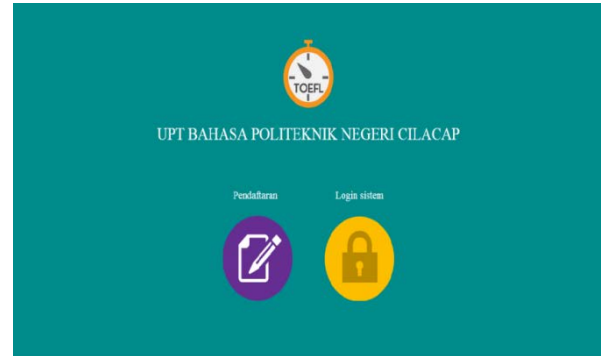 TOEFL
UPT BAHASA POLITEKNIK NEGERI CILACAP
Pendaftaran
Login sistem